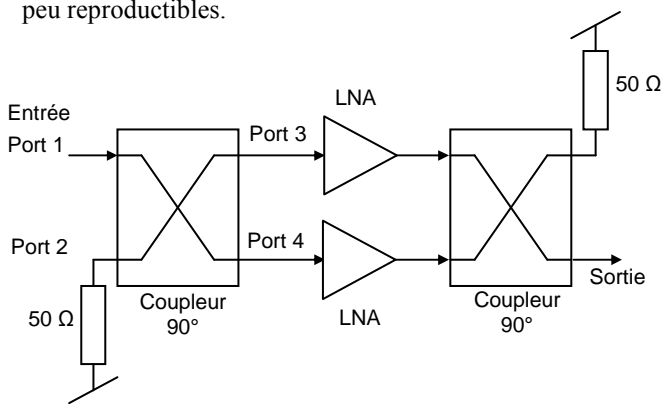 peu reproductibles.
50 Ω
LNA
Entrée
Port 1
Port 3
Port 2
Port 4
Sortie
50 Ω
Coupleur
90°
LNA
Coupleur
90°